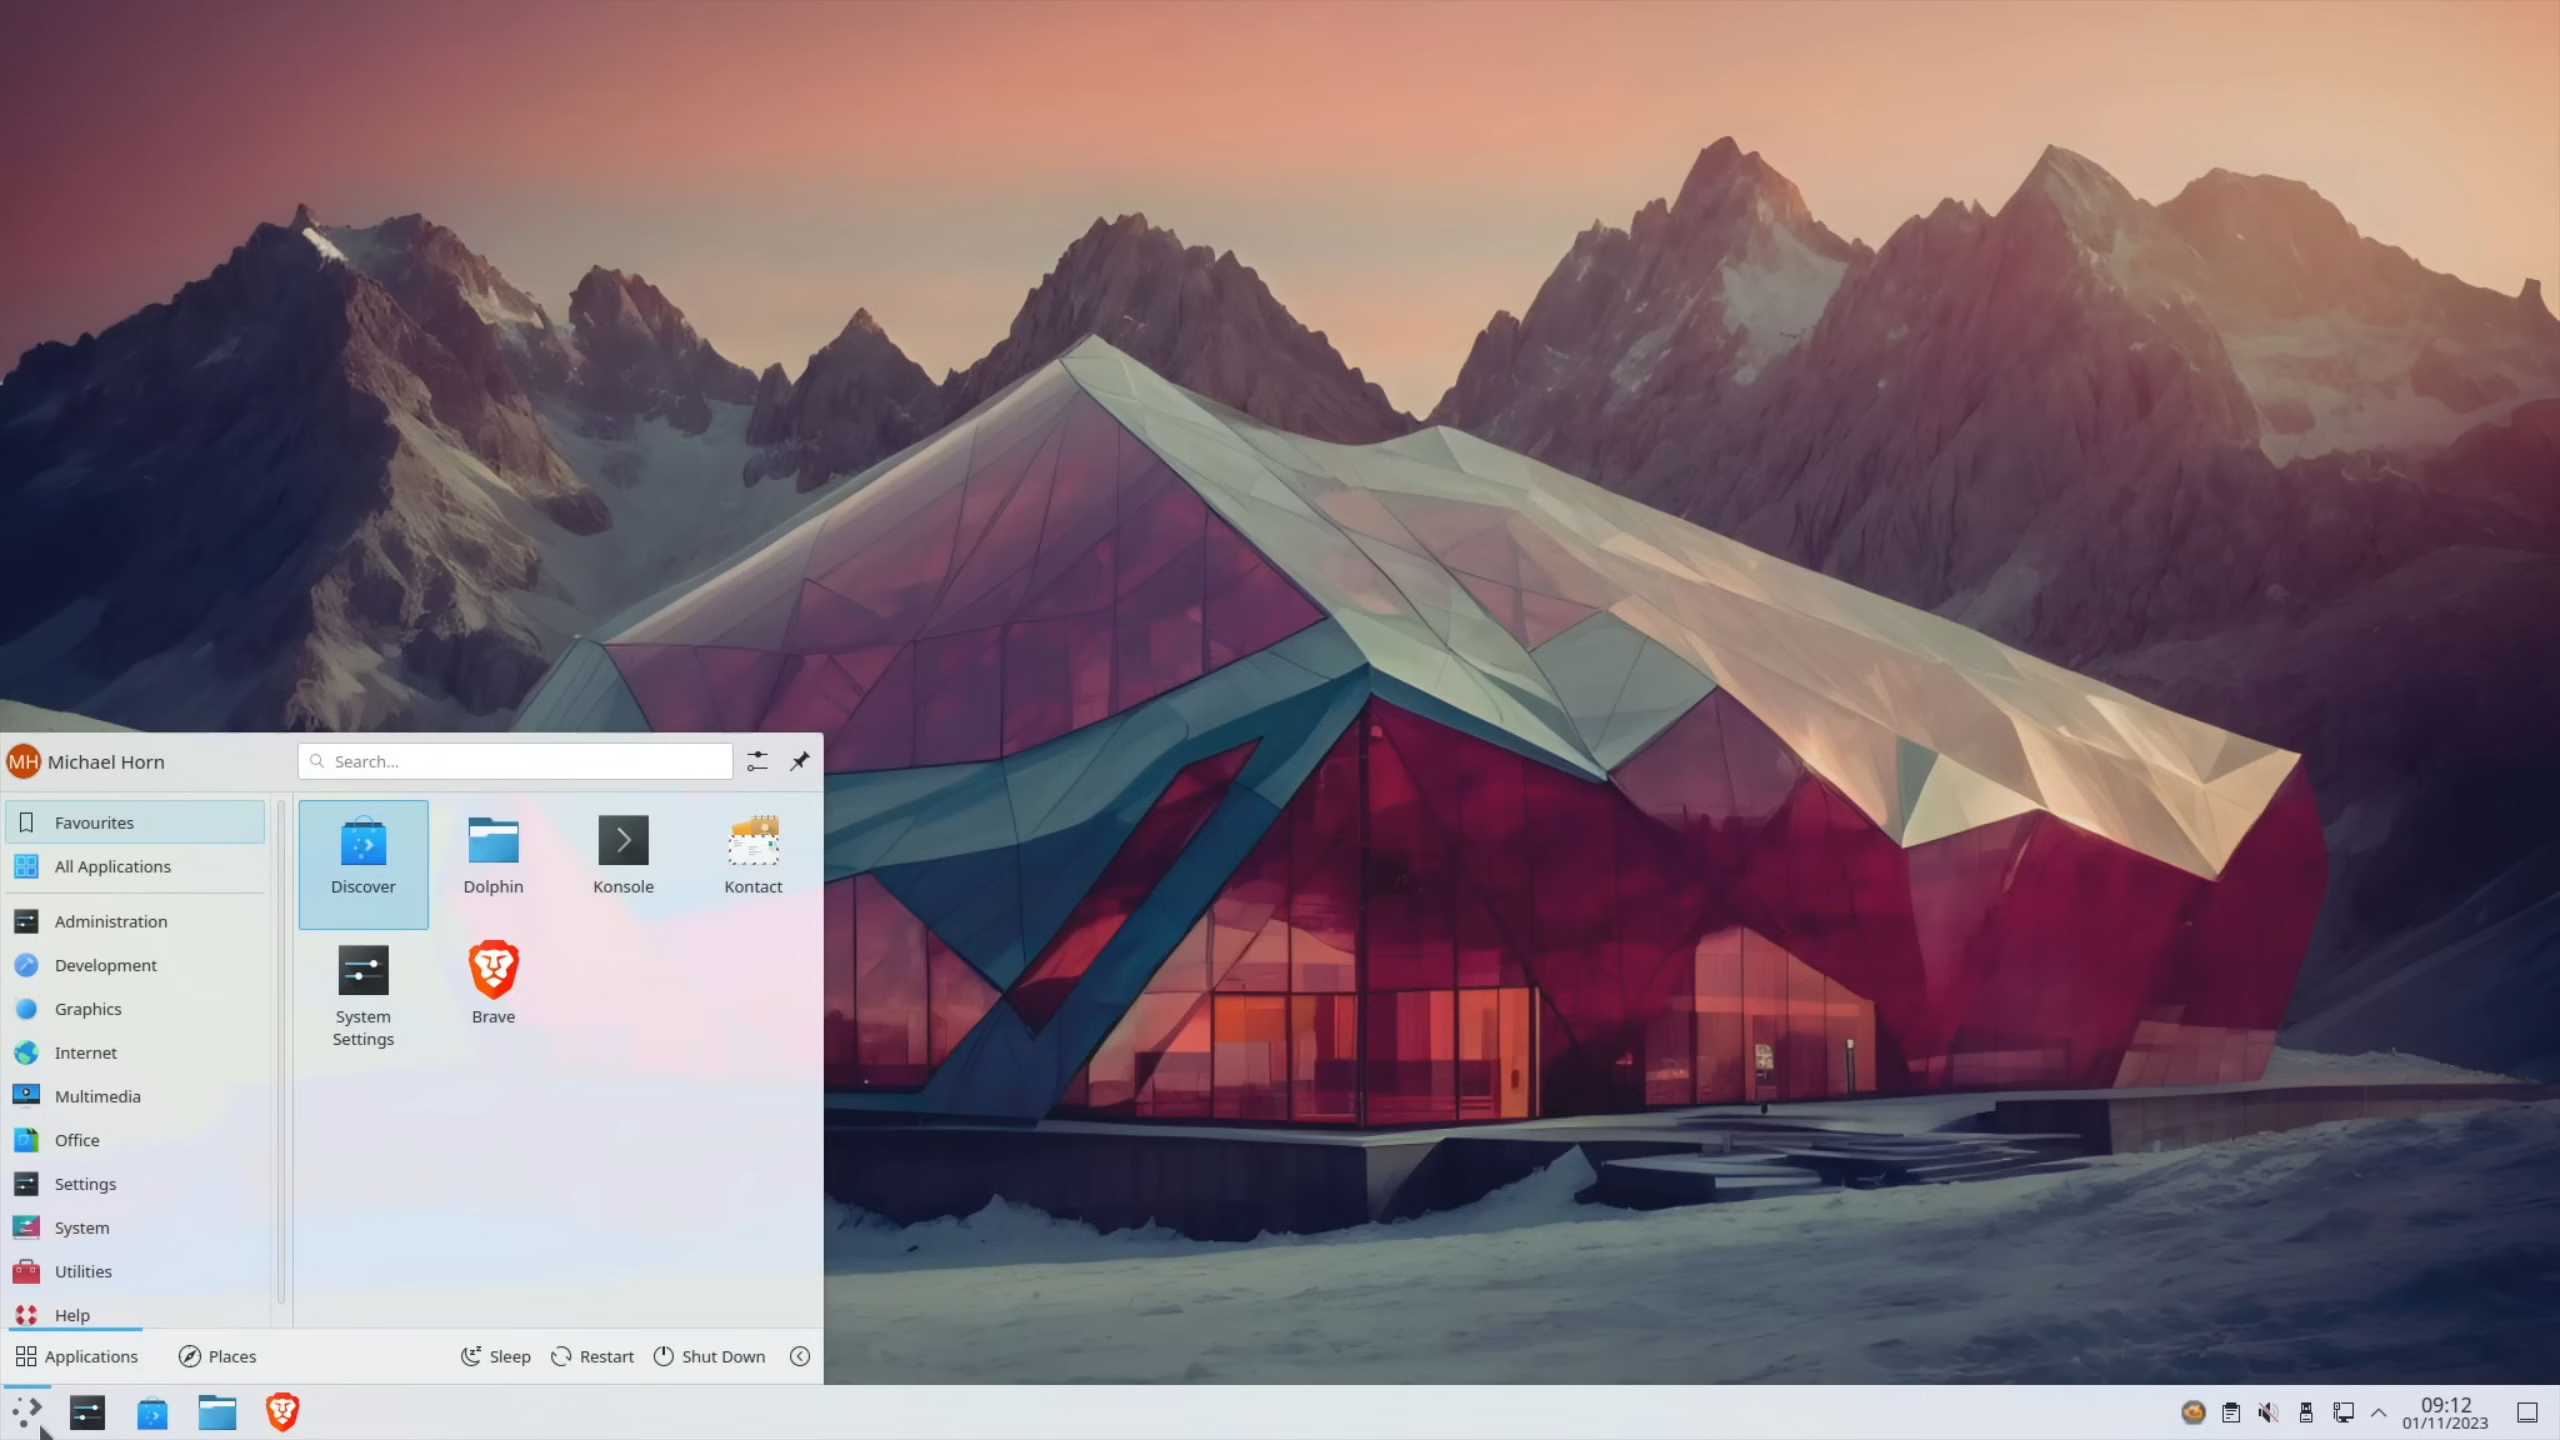 MH Michael Horn
Search...
Favourites
All Applications
Administration
Development
Graphics
Internet
Multimedia
Office
Settings
System
Utilities
Help
Discover
Dolphin
Konsole
Kontact
System
Settings
Brave
Applications
Places
Sleep
Restart
Shut Down
09:12
01/11/2023